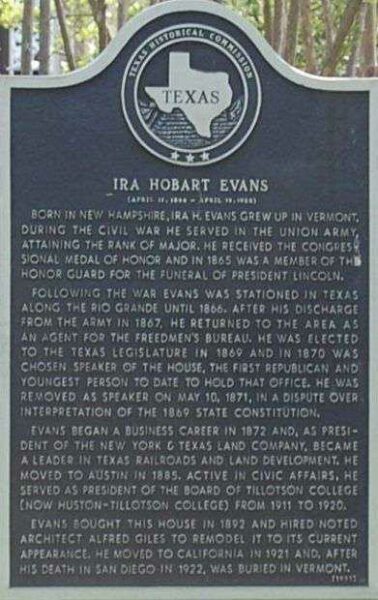 TEXAS HISTORICAL COMMISSION
TEXAS
IRA HOBART EVANS
(APRIL 11, 1844 – APRIL 19, 1922)
BORN IN NEW HAMPSHIRE, IRA H. EVANS GREW UP IN VERMONT.
DURING THE CIVIL WAR HE SERVED IN THE UNION ARMY,
ATTAINING THE RANK OF MAJOR. HE RECEIVED THE CONGRES-
SIONAL MEDAL OF HONOR AND IN 1865 WAS A MEMBER OF THE
HONOR GUARD FOR THE FUNERAL OF PRESIDENT LINCOLN.
FOLLOWING THE WAR EVANS WAS STATIONED IN TEXAS
ALONG THE RIO GRANDE UNTIL 1866. AFTER HIS DISCHARGE
FROM THE ARMY IN 1867, HE RETURNED TO THE AREA AS
AN AGENT FOR THE FREEDMEN'S BUREAU. HE WAS ELECTED
TO THE TEXAS LEGISLATURE IN 1869 AND IN 1870 WAS
CHOSEN SPEAKER OF THE HOUSE, THE FIRST REPUBLICAN AND
YOUNGEST PERSON TO DATE TO HOLD THAT OFFICE. HE WAS
REMOVED AS SPEAKER ON MAY 10, 1871, IN A DISPUTE OVER
INTERPRETATION OF THE 1869 STATE CONSTITUTION.
EVANS BEGAN A BUSINESS CAREER IN 1872 AND, AS PRESI-
DENT OF THE NEW YORK & TEXAS LAND COMPANY, BECAME
A LEADER IN TEXAS RAILROADS AND LAND DEVELOPMENT. HE
MOVED TO AUSTIN IN 1885. ACTIVE IN CIVIC AFFAIRS, HE
SERVED AS PRESIDENT OF THE BOARD OF TILLOTSON COLLEGE
(NOW HUSTON-TILLOTSON COLLEGE) FROM 1911 TO 1920.
EVANS BOUGHT THIS HOUSE IN 1892 AND HIRED NOTED
ARCHITECT ALFRED GILES TO REMODEL IT TO ITS CURRENT
APPEARANCE. HE MOVED TO CALIFORNIA IN 1921 AND, AFTER
HIS DEATH IN SAN DIEGO IN 1922, WAS BURIED IN VERMONT.